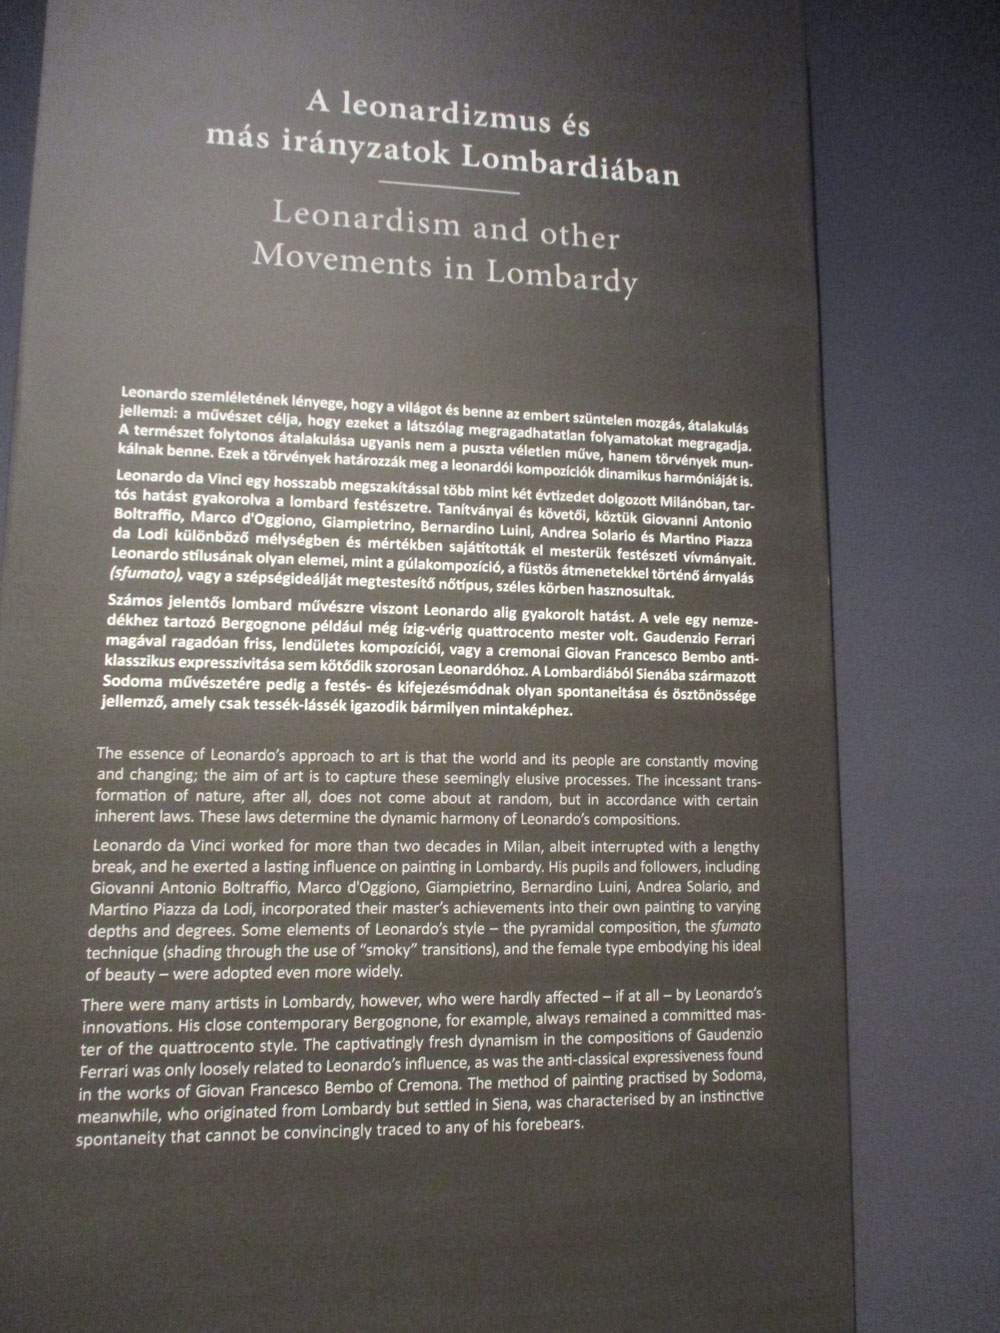 A leonardizmus és
más irányzatok Lombardiában
Leonardism and other
Movements in Lombardy
Leonardo szemléletének lényege, hogy a világot és benne az embert szüntelen mozgás, átalakulás
jellemzi: a művészet célja, hogy ezeket a látszólag megragadhatatlan folyamatokat megragadja.
A természet folytonos átalakulása ugyanis nem a puszta véletlen műve, hanem törvények mun-
kálnak benne. Ezek a törvények határozzák meg a leonardói kompozíciók dinamikus harmóniáját is.
Leonardo da Vinci egy hosszabb megszakítással több mint két évtizedet dolgozott Milánóban, tar-
tós hatást gyakorolva a lombard festészetre. Tanítványai és követői, köztük Giovanni Antonio
Boltraffio, Marco d'Oggiono, Giampietrino, Bernardino Luini, Andrea Solario és Martino Piazza
da Lodi különböző mélységben és mértékben sajátították el mesterük festészeti vívmányait.
Leonardo stílusának olyan elemei, mint a gúlakompozíció, a füstös átmenetekkel történő árnyalás
(sfumato), vagy a szépségideálját megtestesítő nőtípus, széles körben hasznosultak.
Számos jelentős lombard művészre viszont Leonardo alig gyakorolt hatást. A vele egy nemze-
dékhez tartozó Bergognone például még ízig-vérig quattrocento mester volt. Gaudenzio Ferrari
magával ragadóan friss, lendületes kompozíciói, vagy a cremonai Giovan Francesco Bembo anti-
klasszikus expresszivitása sem kötődik szorosan Leonardóhoz. A Lombardiából Sienába származott
Sodoma művészetére pedig a festés- és kifejezésmódnak olyan spontaneitása és ösztönössége
jellemző, amely csak tessék-lássék igazodik bármilyen mintaképhez.
The essence of Leonardo's approach to art is that the world and its people are constantly moving
and changing; the aim of art is to capture these seemingly elusive processes. The incessant trans-
formation of nature, after all, does not come about at random, but in accordance with certain
inherent laws. These laws determine the dynamic harmony of Leonardo's compositions.
Leonardo da Vinci worked for more than two decades in Milan, albeit interrupted with a lengthy
break, and he exerted a lasting influence on painting in Lombardy. His pupils and followers, including
Giovanni Antonio Boltraffio, Marco d'Oggiono, Giampietrino, Bernardino Luini, Andrea Solario, and
Martino Piazza da Lodi, incorporated their master's achievements into their own painting to varying
depths and degrees. Some elements of Leonardo's style – the pyramidal composition, the sfumato
technique (shading through the use of "smoky" transitions), and the female type embodying his ideal
of beauty – were adopted even more widely.
There were many artists in Lombardy, however, who were hardly affected – if at all – by Leonardo's
innovations. His close contemporary Bergognone, for example, always remained a committed mas-
ter of the quattrocento style. The captivatingly fresh dynamism in the compositions of Gaudenzio
Ferrari was only loosely related to Leonardo's influence, as was the anti-classical expressiveness found
in the works of Giovan Francesco Bembo of Cremona. The method of painting practised by Sodoma,
meanwhile, who originated from Lombardy but settled in Siena, was characterised by an instinctive
spontaneity that cannot be convincingly traced to any of his forebears.